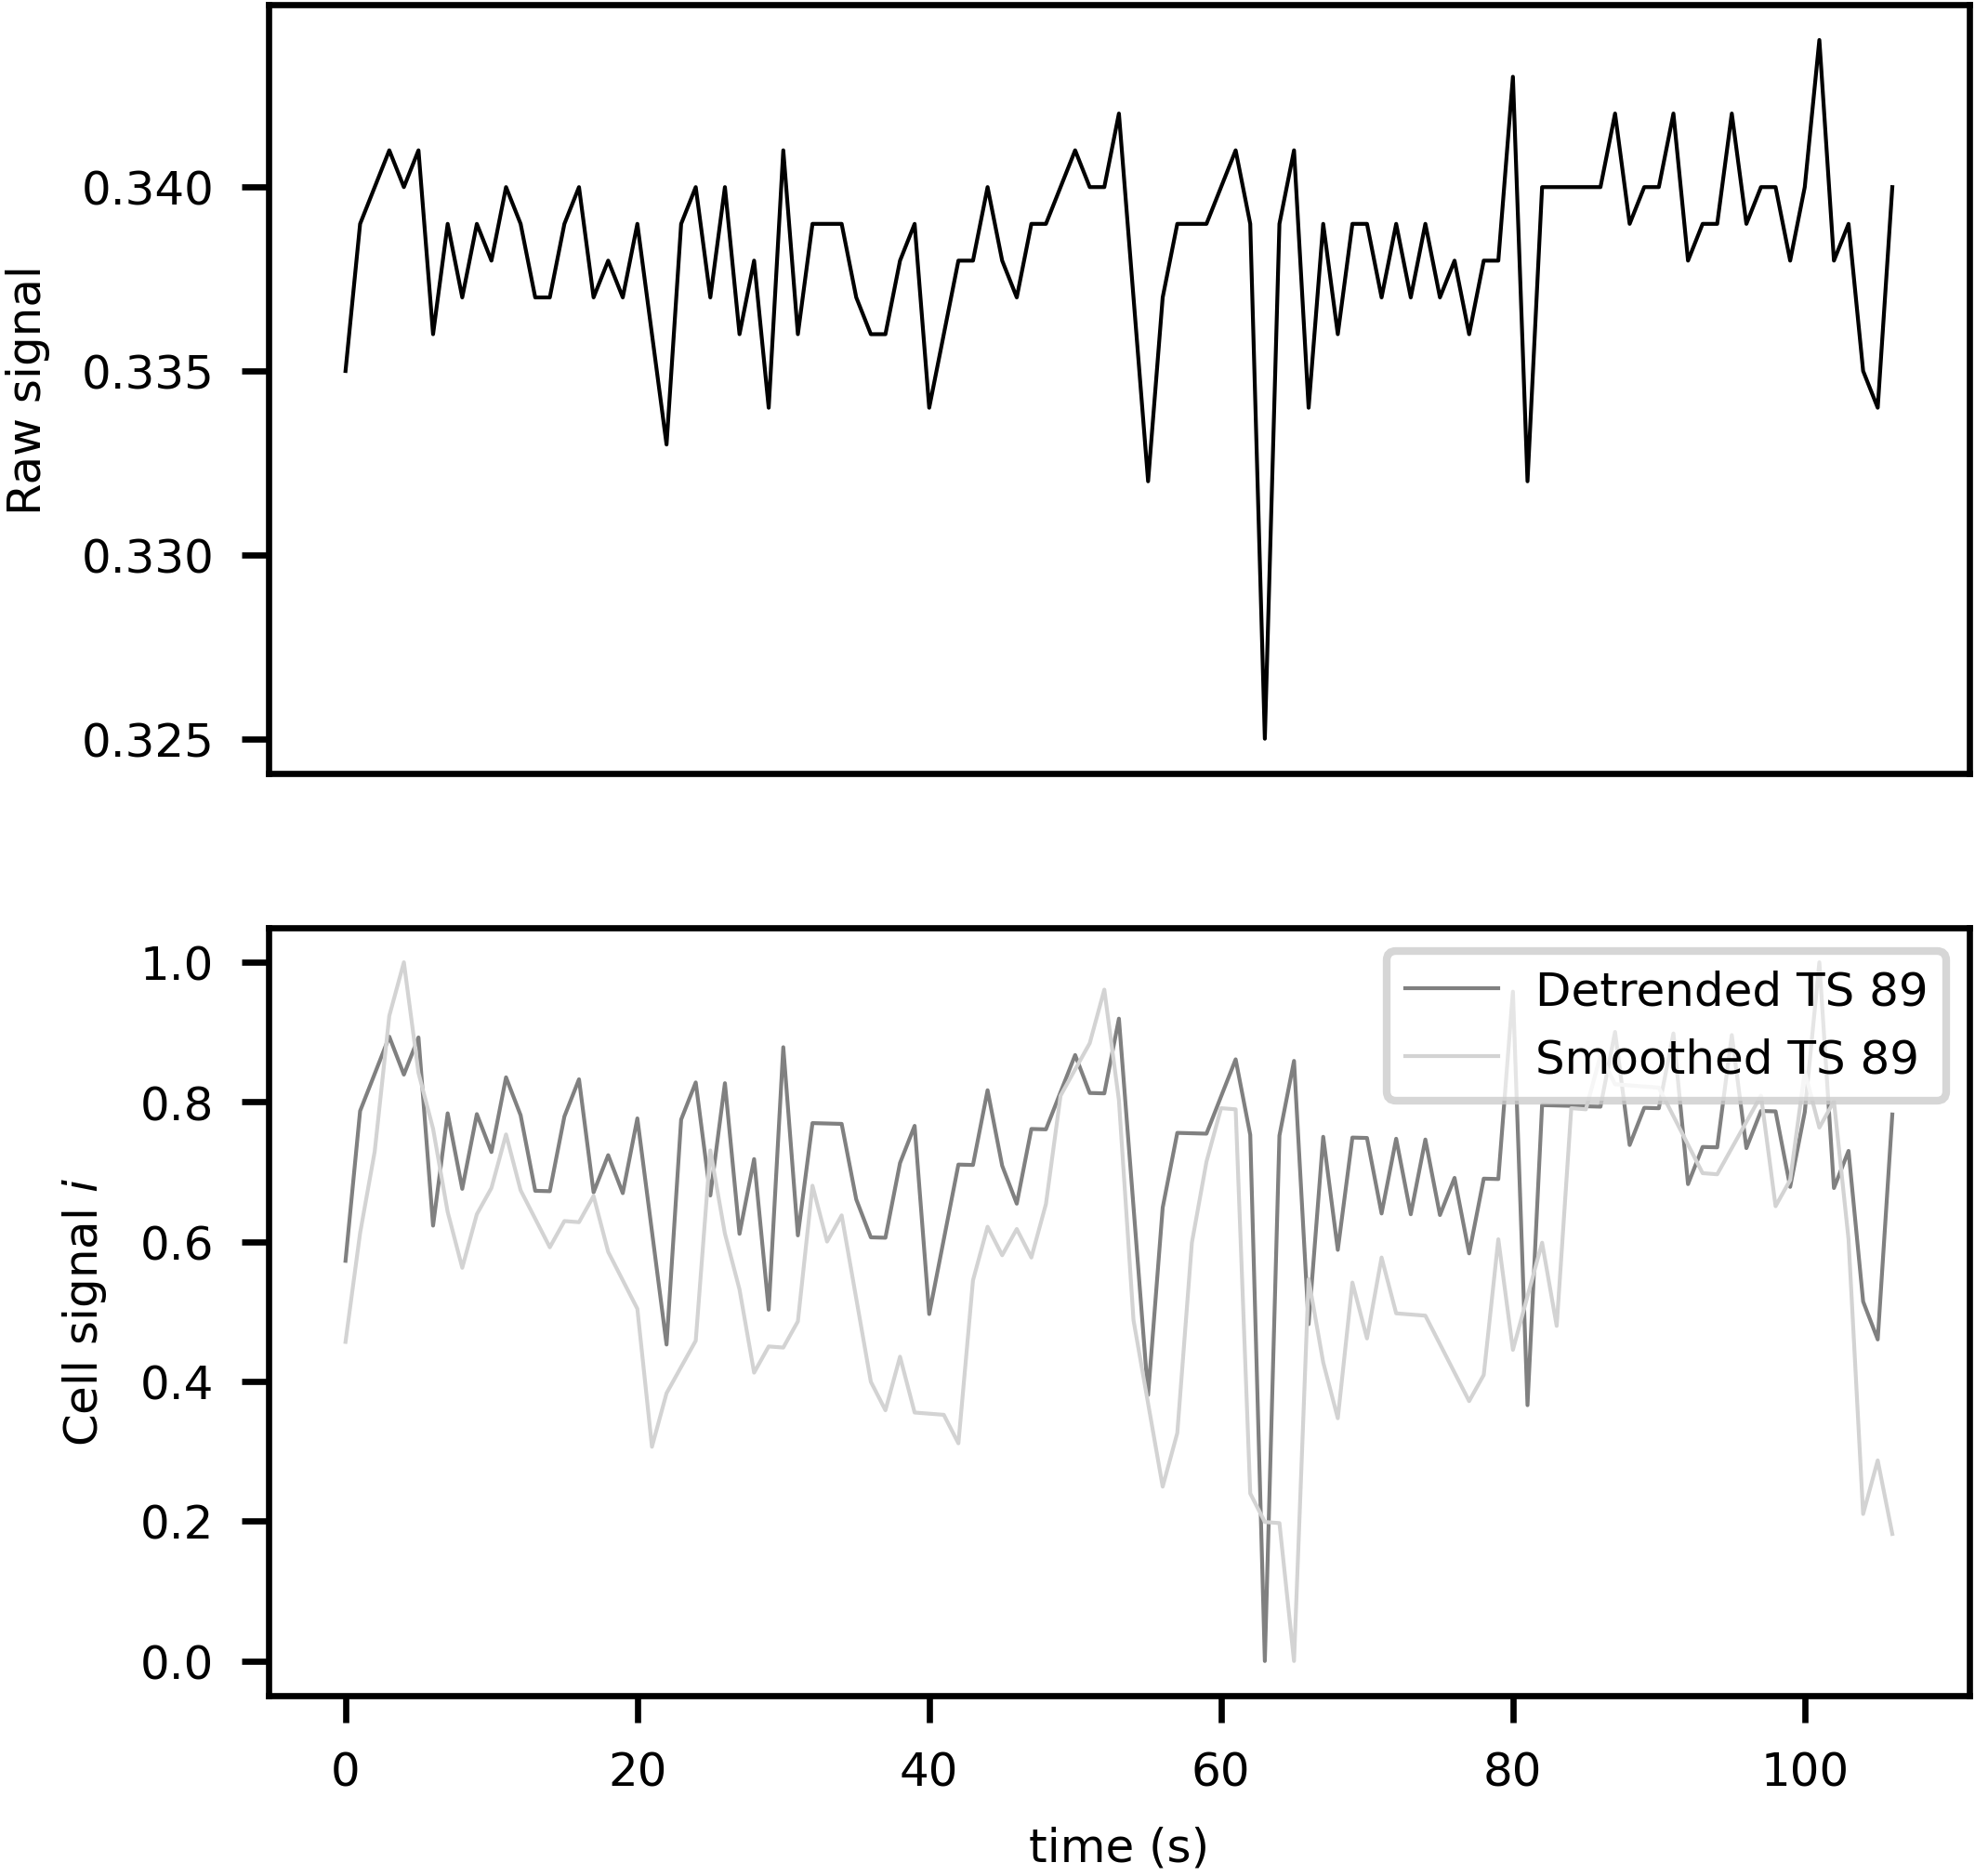 Raw signal
0.340
0.335
0.330
0.325
Cell signal i
1.0
0.8
0.6
0.4
0.2
0.0
Detrended TS 89
Smoothed TS 89
0 20 40 60 80 100
time (s)